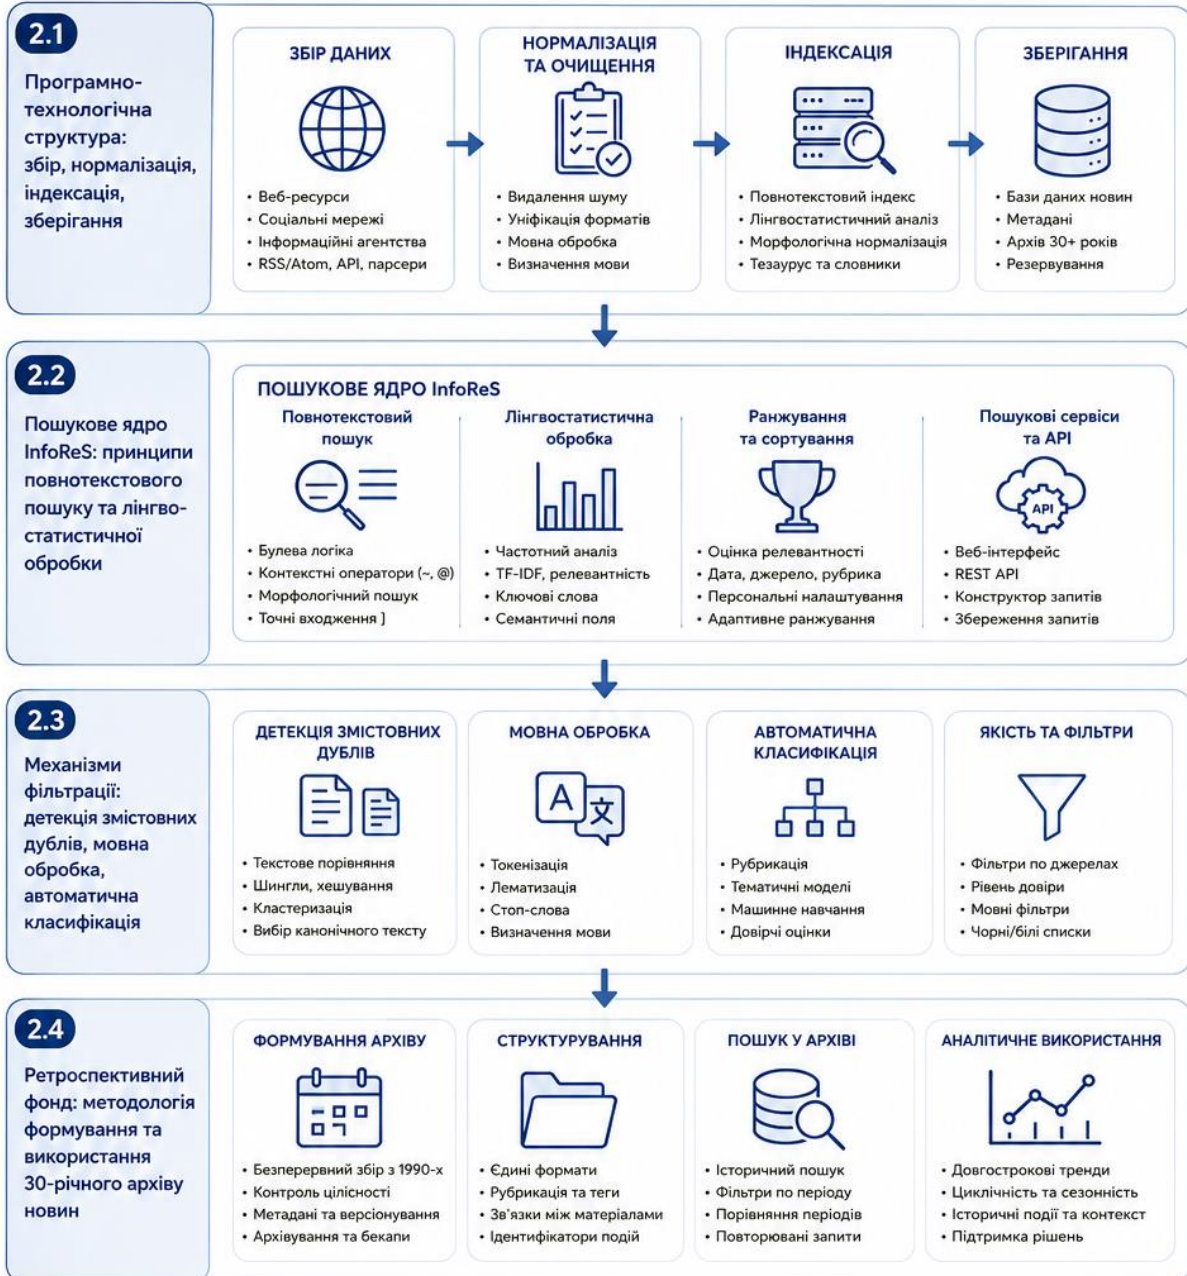 2.1
Програмно-
технологічна
структура:
збір, нормалізація,
індексація,
зберігання
ЗБІР ДАНИХ
• Веб-ресурси
• Соціальні мережі
• Інформаційні агентства
• RSS/Atom, API, парсери
НОРМАЛІЗАЦІЯ
ТА ОЧИЩЕННЯ
• Видалення шуму
• Уніфікація форматів
• Мовна обробка
• Визначення мови
ІНДЕКСАЦІЯ
• Повнотекстовий індекс
• Лінгвостатистичний аналіз
• Морфологічна нормалізація
• Тезаурус та словники
ЗБЕРІГАННЯ
• Бази даних новин
• Метадані
• Архів 30+ років
• Резервування
2.2
Пошукове ядро
InfoReS: принципи
повнотекстового
пошуку та лінгво-
статистичної
обробки
ПОШУКОВЕ ЯДРО InfoReS
Повнотекстовий
пошук
• Булева логіка
• Контекстні оператори (~, @)
• Морфологічний пошук
• Точні входження ]
Лінгвостатистична
обробка
• Частотний аналіз
• TF-IDF, релевантність
• Ключові слова
• Семантичні поля
Ранжування
та сортування
• Оцінка релевантності
• Дата, джерело, рубрика
• Персональні налаштування
• Адаптивне ранжування
Пошукові сервіси
та API
API
• Веб-інтерфейс
• REST API
• Конструктор запитів
• Збереження запитів
2.3
Механізми
фільтрації:
детекція змістовних
дублів, мовна
обробка,
автоматична
класифікація
ДЕТЕКЦІЯ ЗМІСТОВНИХ
ДУБЛІВ
• Текстове порівняння
• Шингли, хешування
• Кластеризація
• Вибір канонічного тексту
МОВНА ОБРОБКА
A
文
• Токенізація
• Лематизація
• Стоп-слова
• Визначення мови
АВТОМАТИЧНА
КЛАСИФІКАЦІЯ
• Рубрикація
• Тематичні моделі
• Машинне навчання
• Довірчі оцінки
ЯКІСТЬ ТА ФІЛЬТРИ
• Фільтри по джерелах
• Рівень довіри
• Мовні фільтри
• Чорні/білі списки
2.4
Ретроспективний
фонд: методологія
формування та
використання
30-річного архіву
новин
ФОРМУВАННЯ АРХІВУ
• Безперервний збір з 1990-х
• Контроль цілісності
• Метадані та версіонування
• Архівування та бекапи
СТРУКТУРУВАННЯ
• Єдині формати
• Рубрикація та теги
• Зв'язки між матеріалами
• Ідентифікатори подій
ПОШУК У АРХІВІ
• Історичний пошук
• Фільтри по періоду
• Порівняння періодів
• Повторювані запити
АНАЛІТИЧНЕ ВИКОРИСТАННЯ
• Довгострокові тренди
• Циклічність та сезонність
• Історичні події та контекст
• Підтримка рішень